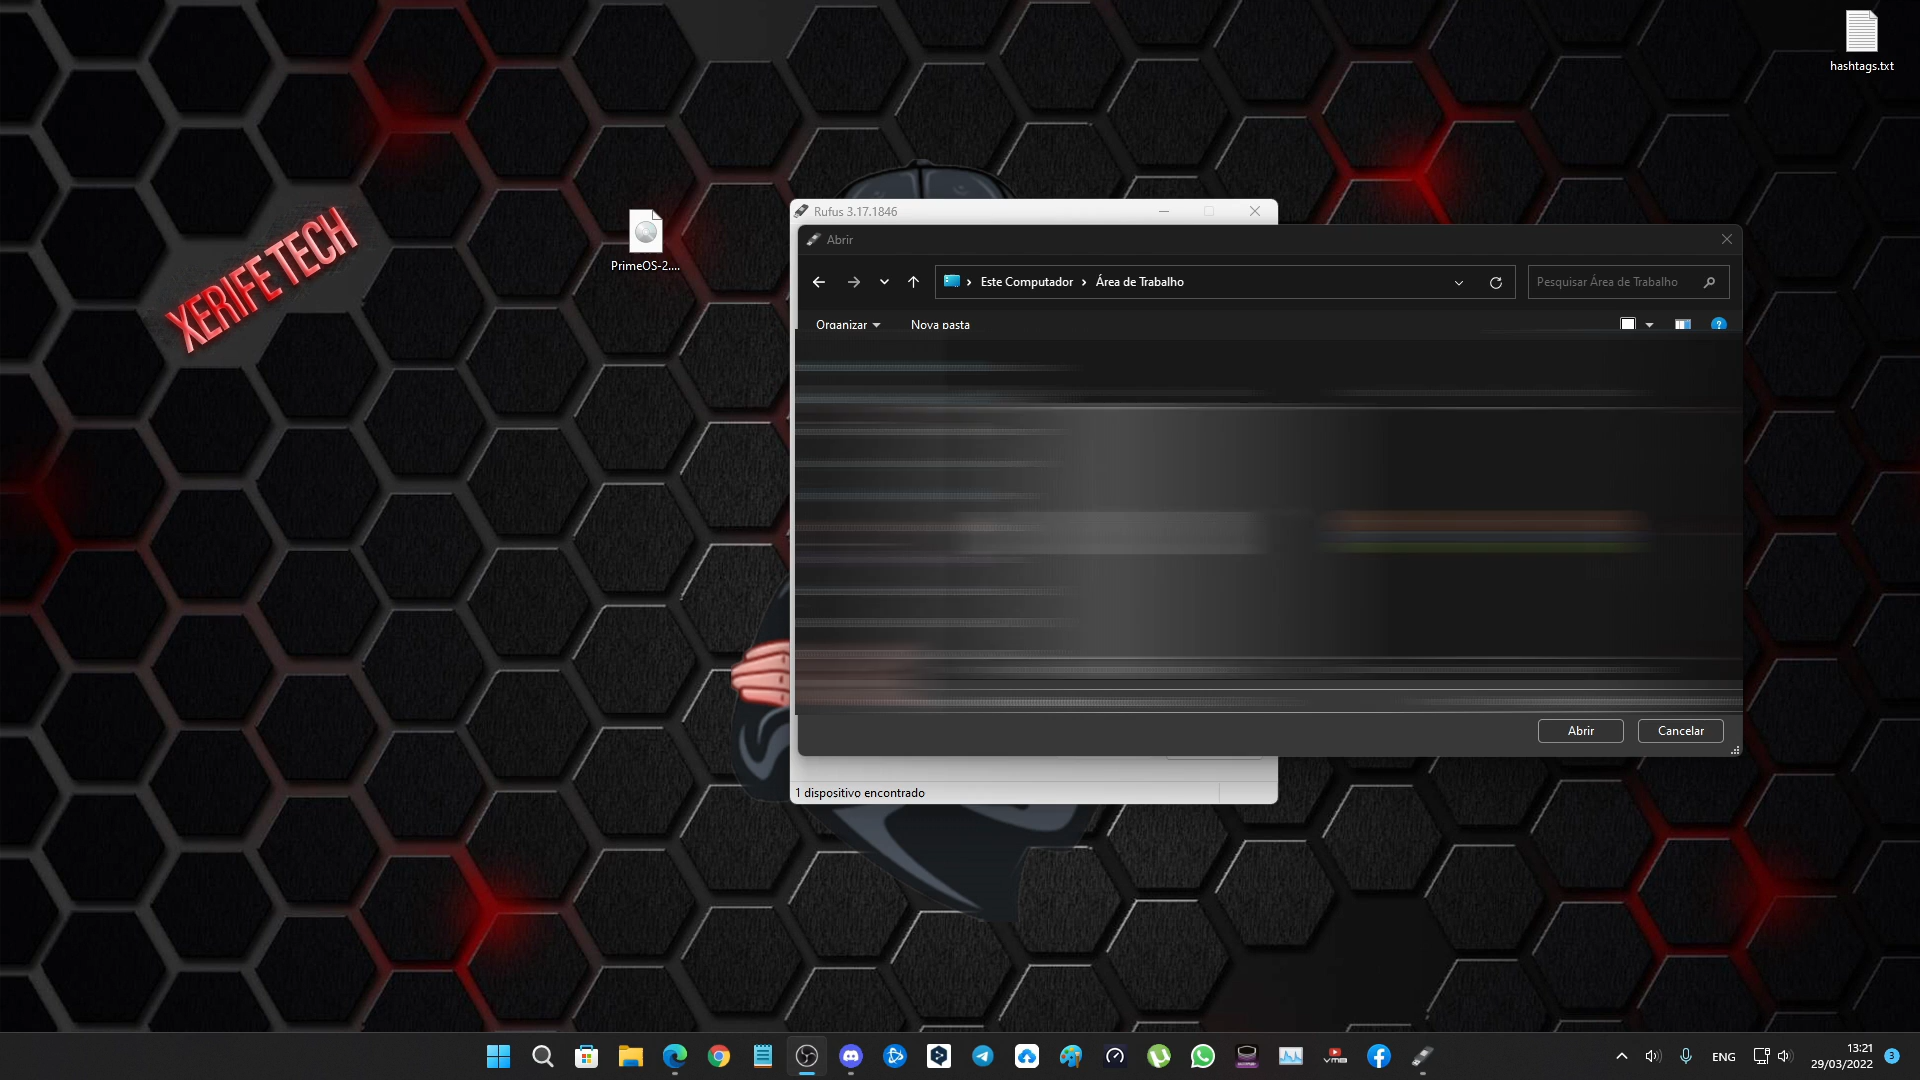 hashtags.txt
XERIFE TECH
PrimeOS-2....
Rufus 3.17.1846
Abrir
Este Computador
Área de Trabalho
Pesquisar Área de Trabalho
Organizar
Nova pasta
?
Abrir
Cancelar
1 dispositivo encontrado
ENG
13:21
29/03/2022
3